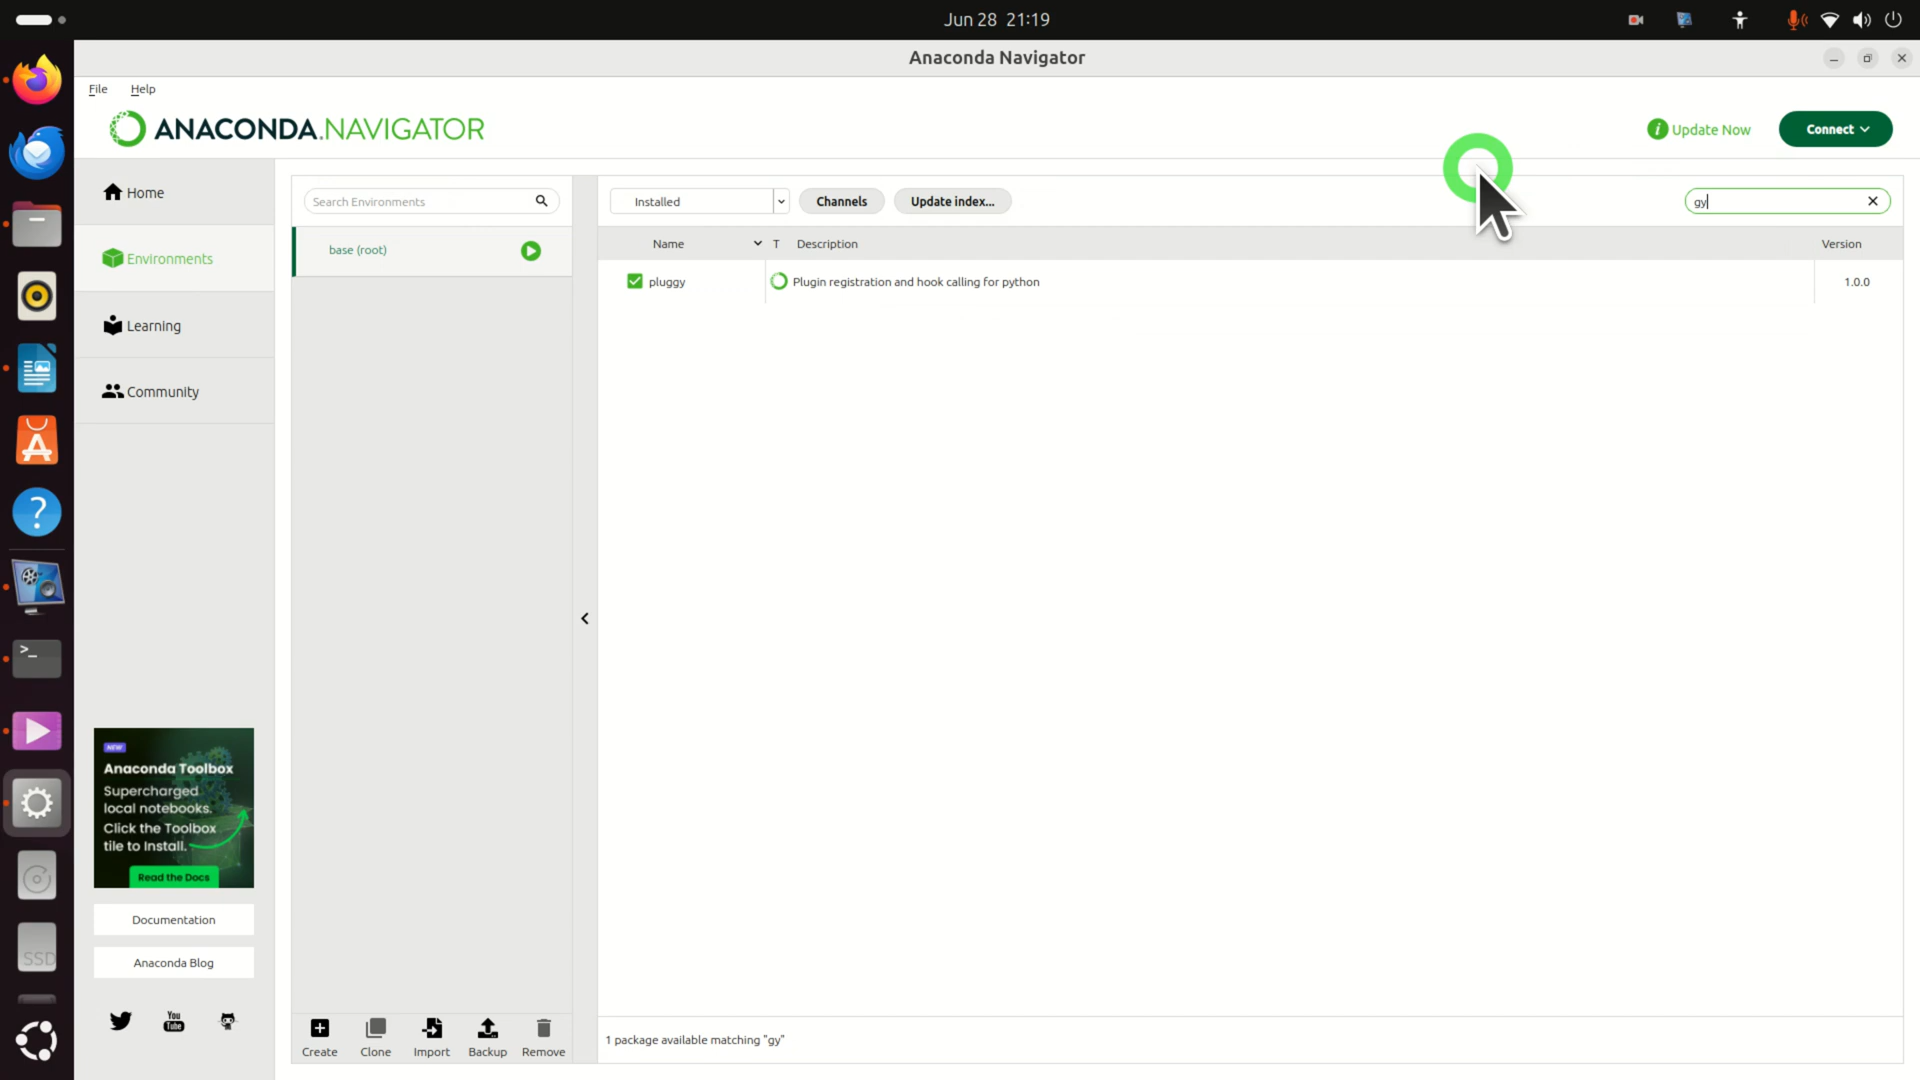 Jun 28 21:19
Anaconda Navigator
File Help
ANACONDA.NAVIGATOR
i Update Now
Connect
Home
Search Environments
Installed
Channels
Update index...
gy
Name T Description Version
base (root)
Environments
pluggy Plugin registration and hook calling for python 1.0.0
Learning
Community
NEW
Anaconda Toolbox
Supercharged
local notebooks.
Click the Toolbox
tile to Install.
Read the Docs
Documentation
Anaconda Blog
You
Tube
SSD
Create Clone Import Backup Remove
1 package available matching "gy"